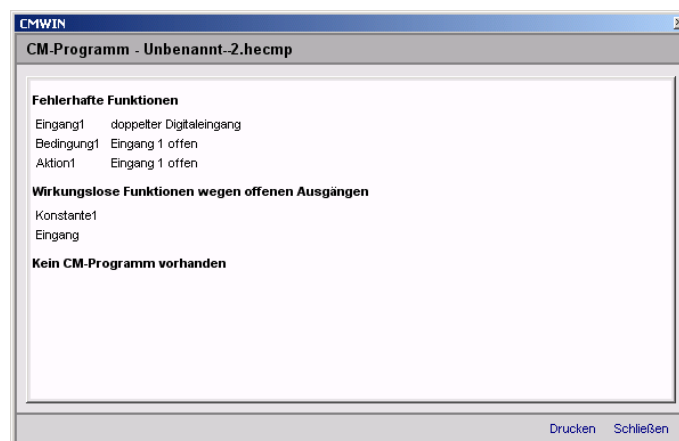 CMWIN
CM-Programm - Unbenannt--2.hecmp
Fehlerhafte Funktionen
Eingang1 doppelter Digitaleingang
Bedingung1 Eingang 1 offen
Aktion1 Eingang 1 offen
Wirkungslose Funktionen wegen offenen Ausgängen
Konstante1
Eingang
Kein CM-Programm vorhanden
Drucken Schließen